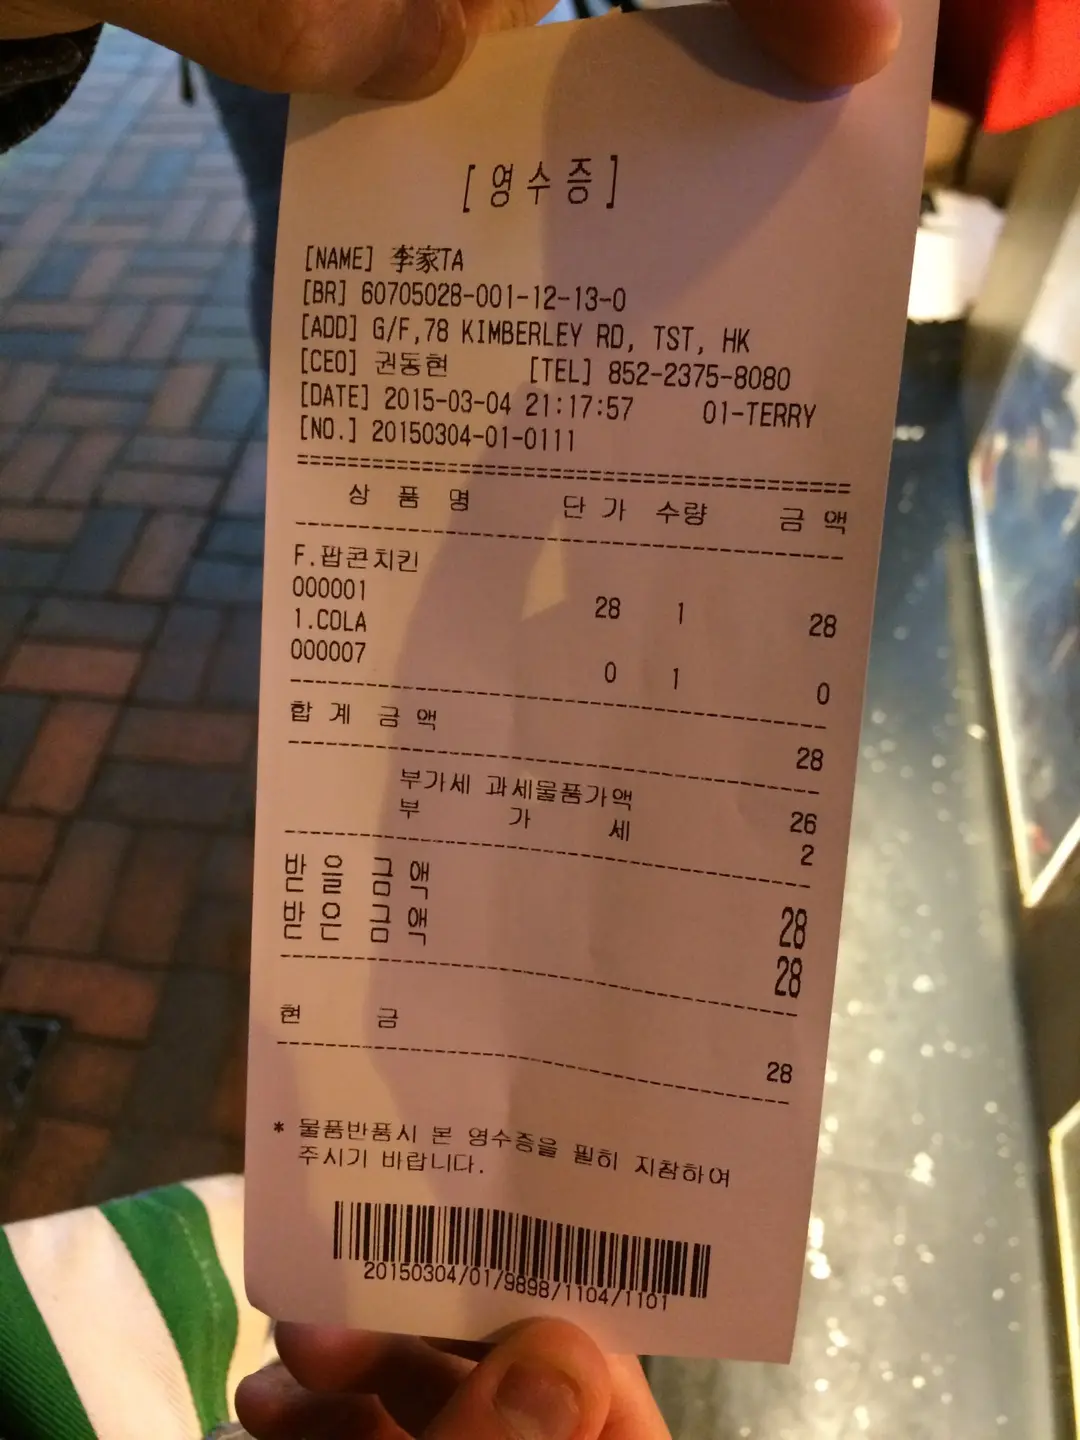 [ 영 수 증 ]
[NAME] 李家TA
[BR] 60705028-001-12-13-0
[ADD] G/F,78 KIMBERLEY RD, TST, HK
[CEO] 권동현 [TEL] 852-2375-8080
[DATE] 2015-03-04 21:17:57 01-TERRY
[NO.] 20150304-01-0111
==========================================
상 품 명 단 가 수량 금 액
------------------------------------------
F.팝콘치킨
000001 28 1 28
1.COLA
000007 0 1 0
------------------------------------------
합 계 금 액 28
------------------------------------------
부가세 과세물품가액 26
부 가 세 2
------------------------------------------
받 을 금 액 28
받 은 금 액 28
------------------------------------------
현 금 28
------------------------------------------
* 물품반품시 본 영수증을 필히 지참하여
주시기 바랍니다.
20150304/01/9898/1104/1101